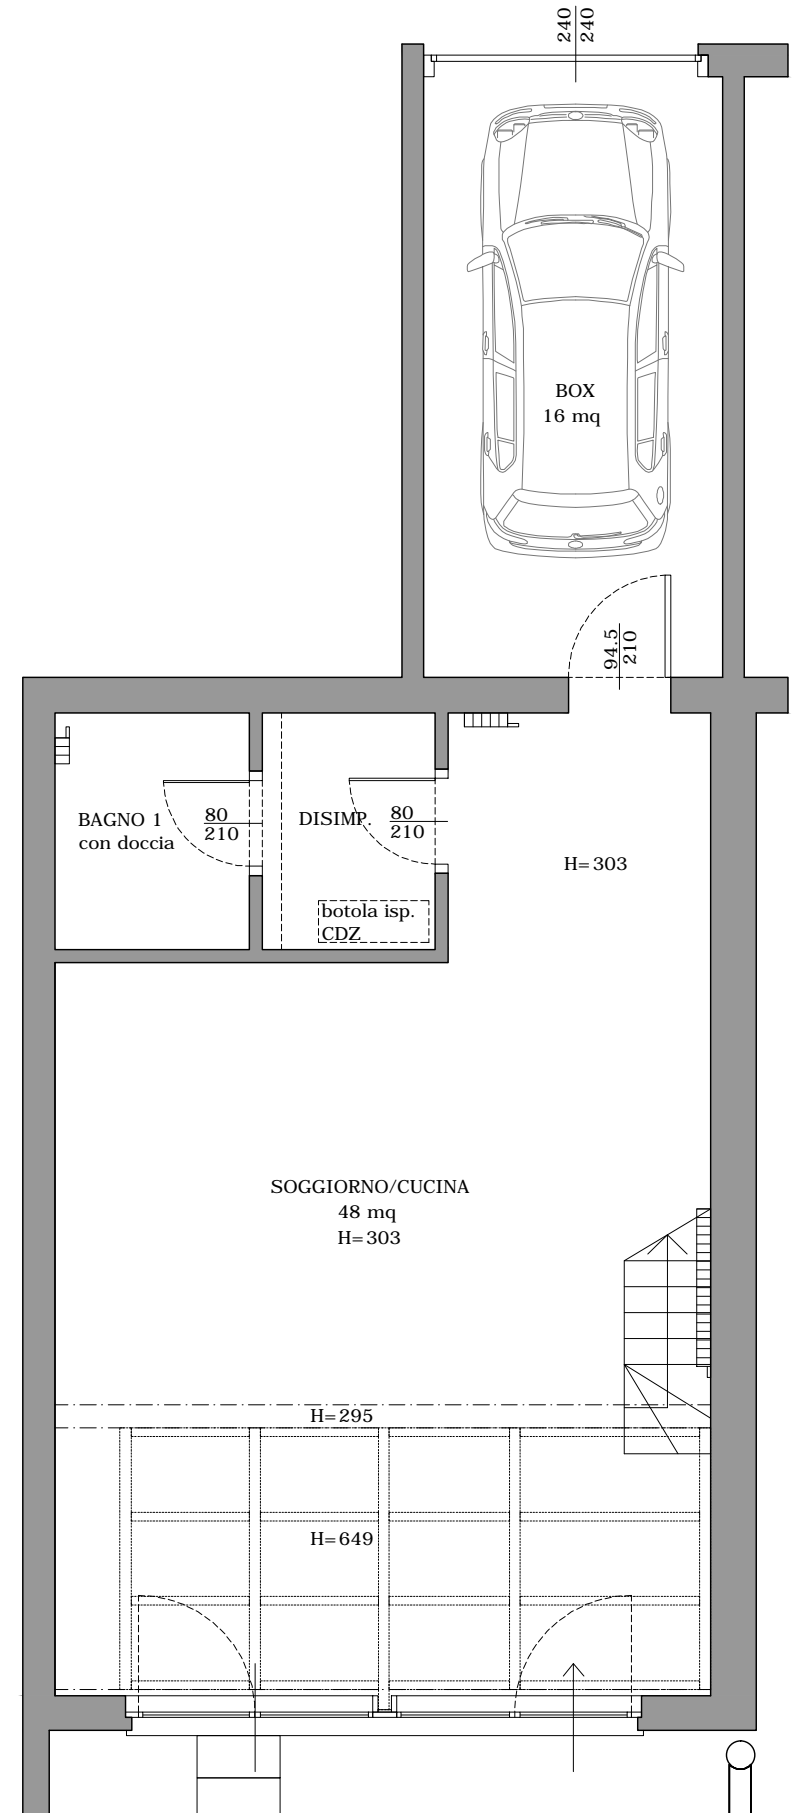 240
240
BOX
16 mq
94.5
210
BAGNO 1
con doccia
80
210
DISIMP.
80
210
botola isp.
CDZ
H=303
SOGGIORNO/CUCINA
48 mq
H=303
H=295
H=649